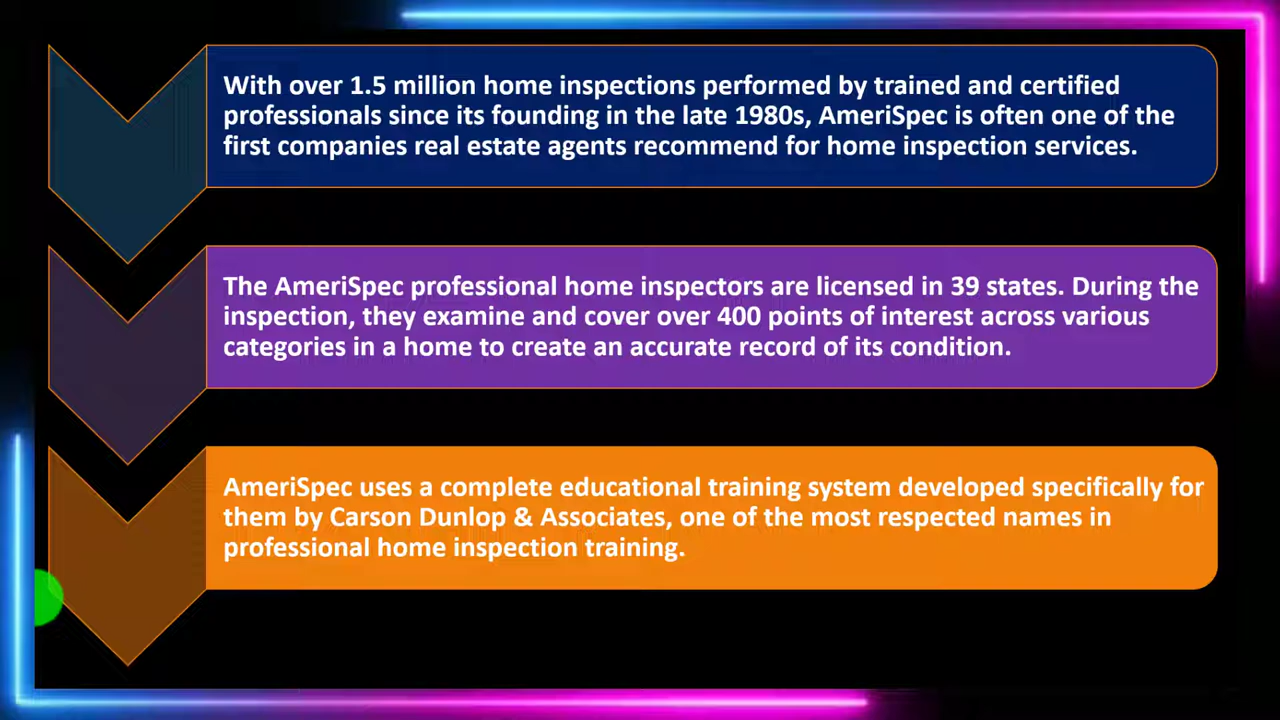 With over 1.5 million home inspections performed by trained and certified
professionals since its founding in the late 1980s, AmeriSpec is often one of the
first companies real estate agents recommend for home inspection services.
The AmeriSpec professional home inspectors are licensed in 39 states. During the
inspection, they examine and cover over 400 points of interest across various
categories in a home to create an accurate record of its condition.
AmeriSpec uses a complete educational training system developed specifically for
them by Carson Dunlop & Associates, one of the most respected names in
professional home inspection training.